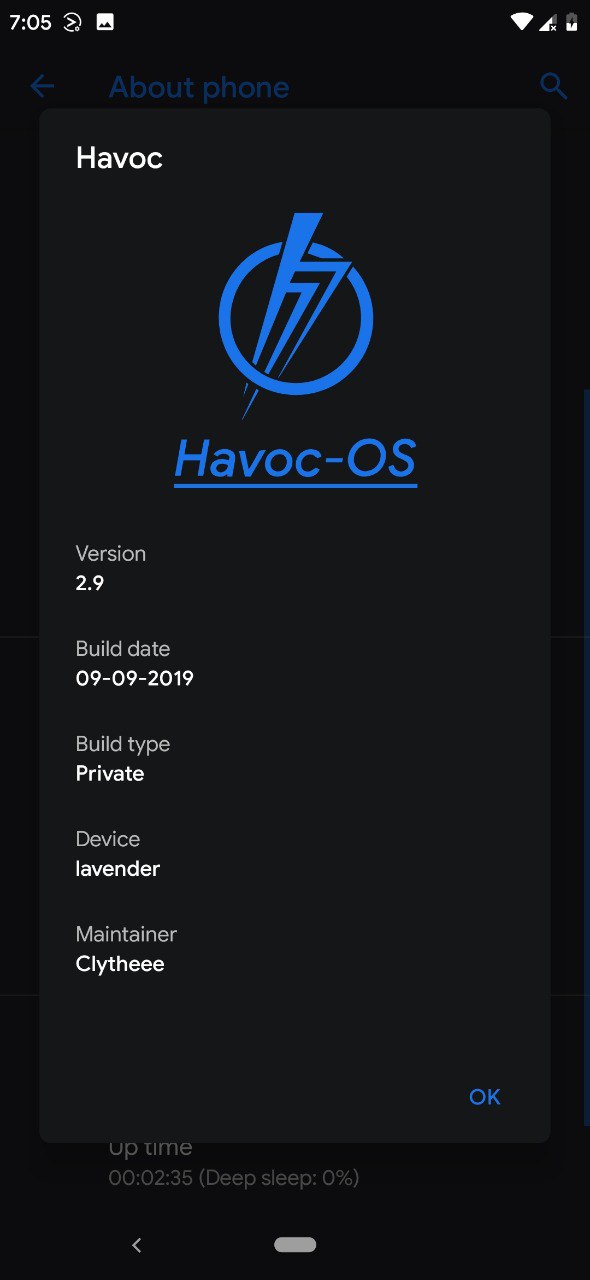 7:05
About phone
Havoc
Havoc-OS
Version
2.9
Build date
09-09-2019
Build type
Private
Device
lavender
Maintainer
Clytheee
OK
Up time
00:02:35 (Deep sleep: 0%)